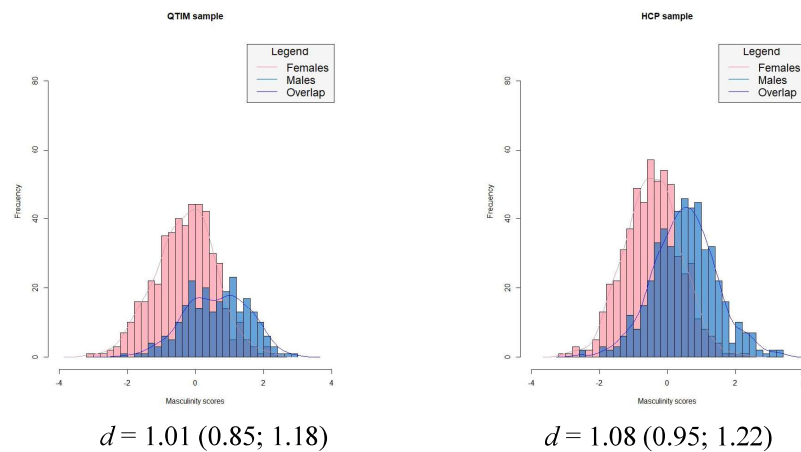 QTIM sample
Legend
Females
Males
Overlap
80
60
40
20
0
Frecuency
-4
-2
0
2
4
Masculinity scores
d = 1.01 (0.85; 1.18)
HCP sample
Legend
Females
Males
Overlap
80
60
40
20
0
Frecuency
-4
-2
0
2
Masculinity scores
d = 1.08 (0.95; 1.22)